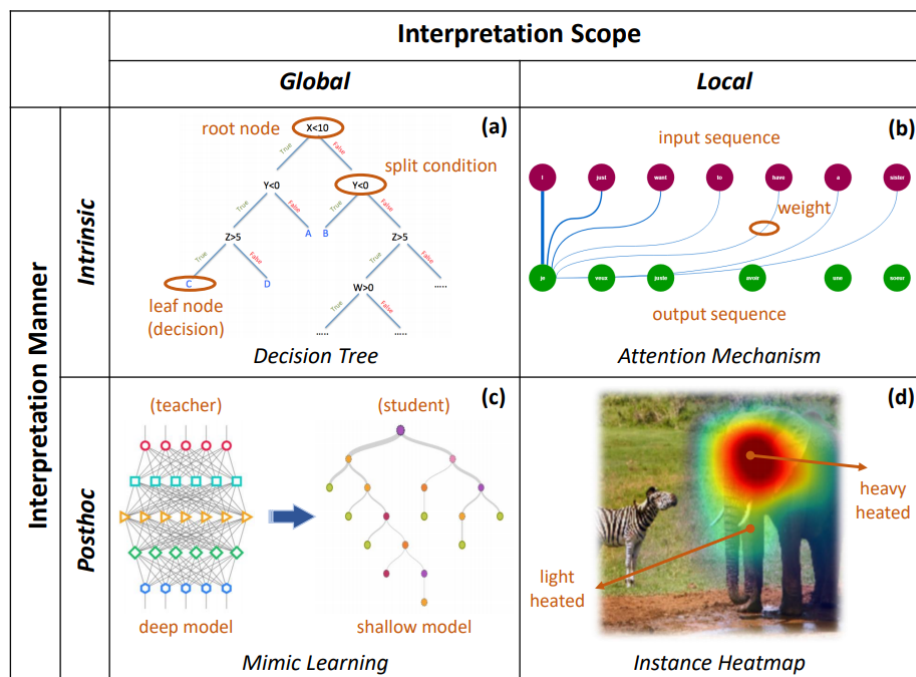 Interpretation Scope
Global
Local
Interpretation Manner
Intrinsic
(a)
root node
X<10
True
False
split condition
Y<0
Y<0
True
False
True
False
Z>5
A
B
Z>5
True
False
True
False
C
D
W>0
.....
leaf node
(decision)
True
False
.....
.....
Decision Tree
(b)
input sequence
I
just
want
to
have
a
sister
weight
je
veux
juste
avoir
une
soeur
output sequence
Attention Mechanism
Posthoc
(c)
(teacher)
(student)
deep model
shallow model
Mimic Learning
(d)
heavy
heated
light
heated
Instance Heatmap